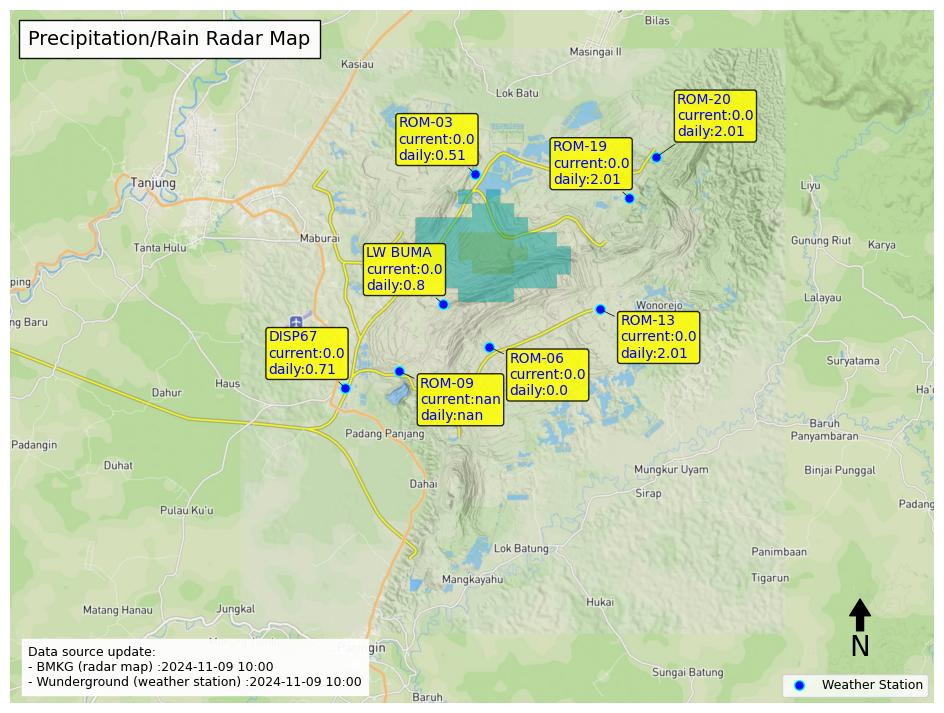 Precipitation/Rain Radar Map
Bilas
Masingai II
Kasiau
Lok Batu
ROM-20
current:0.0
daily:2.01
ROM-03
current:0.0
daily:0.51
ROM-19
current:0.0
daily:2.01
Tanjung
Liyu
Maburai
Tanta Hulu
Gunung Riut
Karya
LW BUMA
current:0.0
daily:0.8
ping
Lalayau
Wonorejo
ng Baru
ROM-13
current:0.0
daily:2.01
DISP67
current:0.0
daily:0.71
ROM-06
current:0.0
daily:0.0
Suryatama
ROM-09
current:nan
daily:nan
Haus
Dahur
Ha'
Padang Panjang
Baruh
Panyambaran
Padangin
Duhat
Mungkur Uyam
Binjai Punggal
Dahai
Sirap
Padang
Pulau Ku'u
Lok Batung
Panimbaan
Mangkayahu
Tigarun
Matang Hanau
Jungkal
Hukai
N
Data source update:
- BMKG (radar map) :2024-11-09 10:00
- Wunderground (weather station) :2024-11-09 10:00
Sungai Batung
Weather Station
Baruh